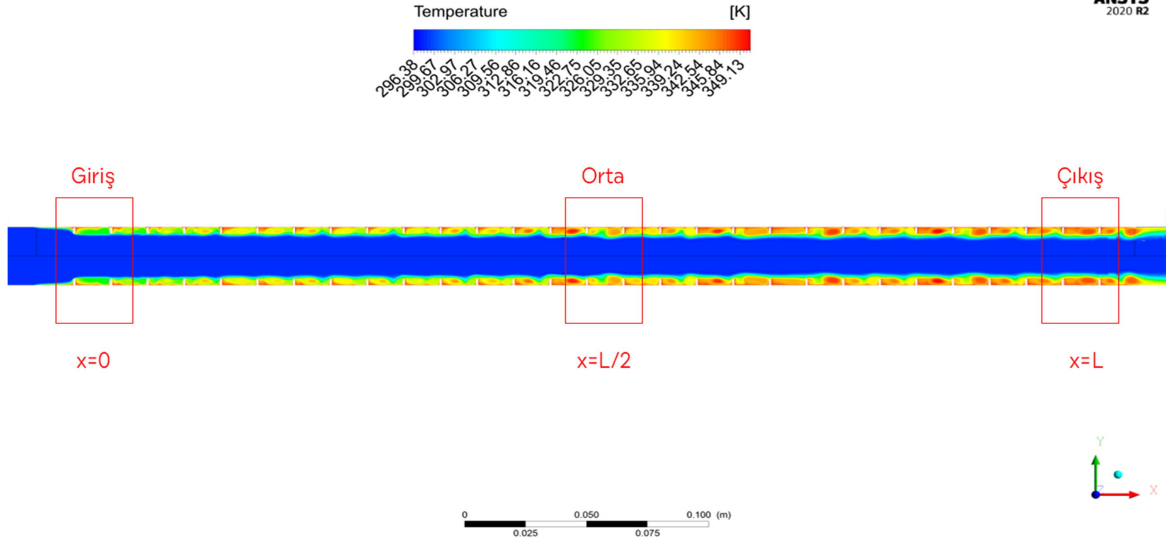 ANSYS
2020 R2
Temperature [K]
296.38 299.67 302.97 306.27 309.56 312.86 316.16 319.46 322.75 326.05 329.35 332.65 335.94 339.24 342.54 345.84 349.13
Giriş Orta Çıkış
x=0 x=L/2 x=L
Y
X
Z
0 0.050 0.100 (m)
0.025 0.075